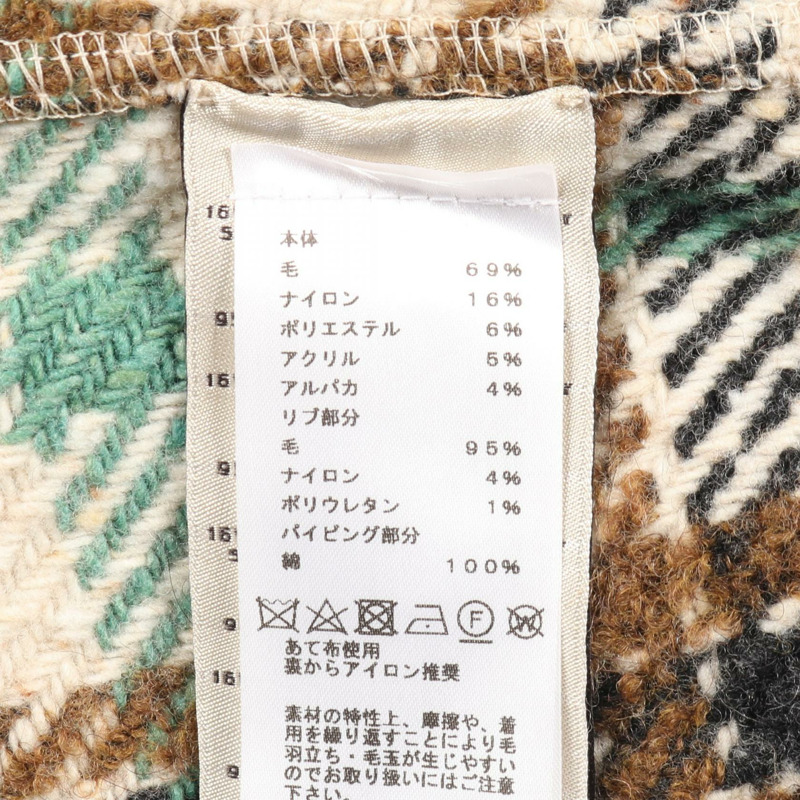 本体
毛 69%
ナイロン 16%
ポリエステル 6%
アクリル 5%
アルパカ 4%
リブ部分
毛 95%
ナイロン 4%
ポリウレタン 1%
パイピング部分
綿 100%
F W
あて布使用
裏からアイロン推奨
素材の特性上、摩擦や、着
用を繰り返すことにより毛
羽立ち・毛玉が生じやすい
のでお取り扱いにはご注意
下さい。